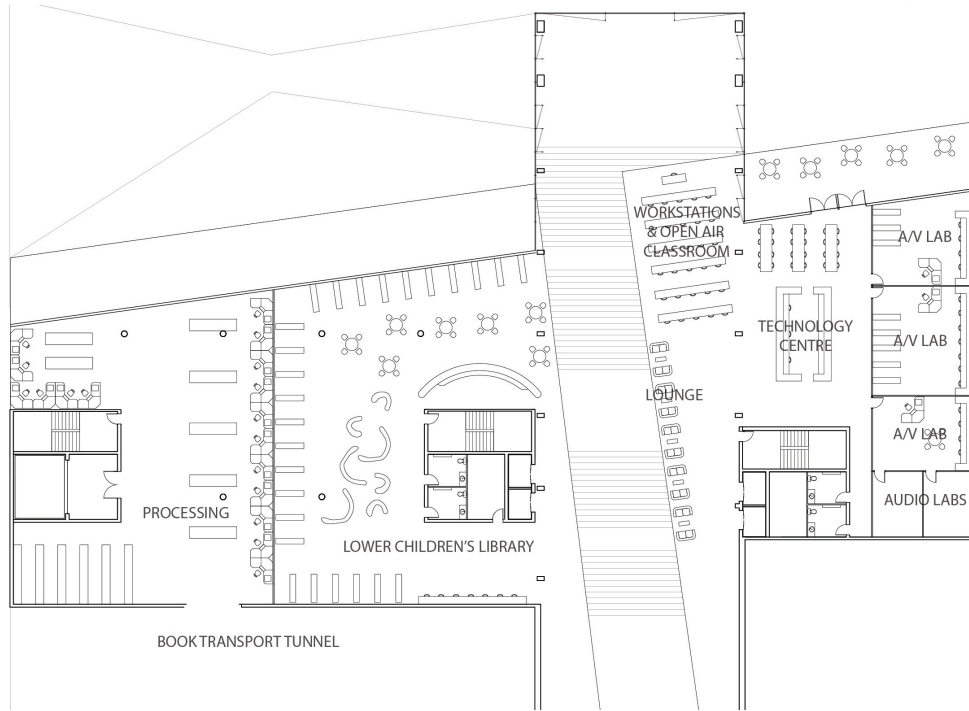 WORKSTATIONS
& OPEN AIR
CLASSROOM
A/V LAB
TECHNOLOGY
CENTRE
A/V LAB
LOUNGE
A/V LAB
AUDIO LABS
PROCESSING
LOWER CHILDREN'S LIBRARY
BOOK TRANSPORT TUNNEL